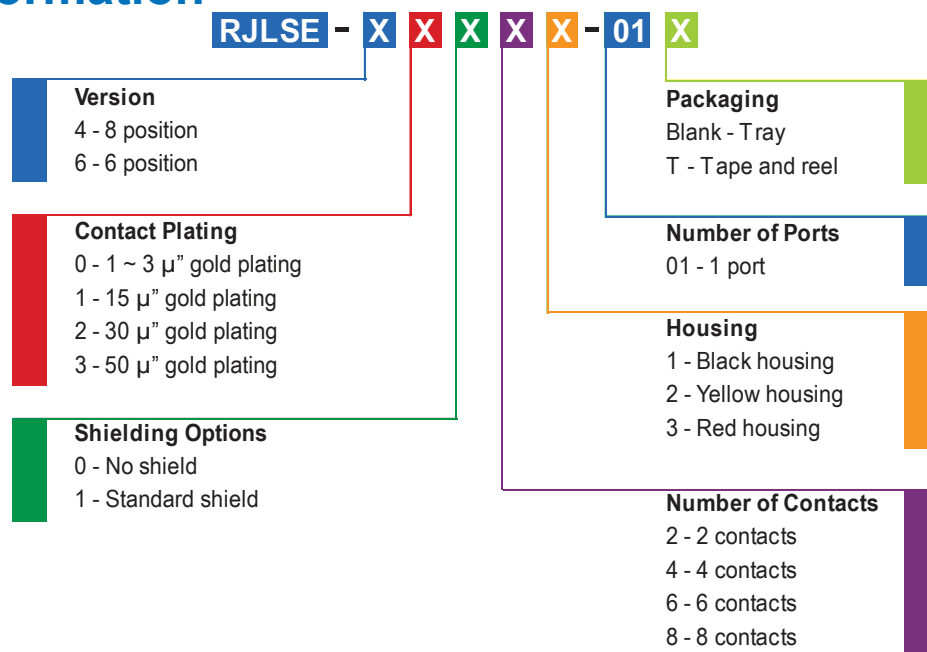 ormation
RJLSE - X X X X X - 01 X
Version
4 - 8 position
6 - 6 position
Contact Plating
0 - 1 ~ 3 µ” gold plating
1 - 15 µ” gold plating
2 - 30 µ” gold plating
3 - 50 µ” gold plating
Shielding Options
0 - No shield
1 - Standard shield
Packaging
Blank - Tray
T - Tape and reel
Number of Ports
01 - 1 port
Housing
1 - Black housing
2 - Yellow housing
3 - Red housing
Number of Contacts
2 - 2 contacts
4 - 4 contacts
6 - 6 contacts
8 - 8 contacts